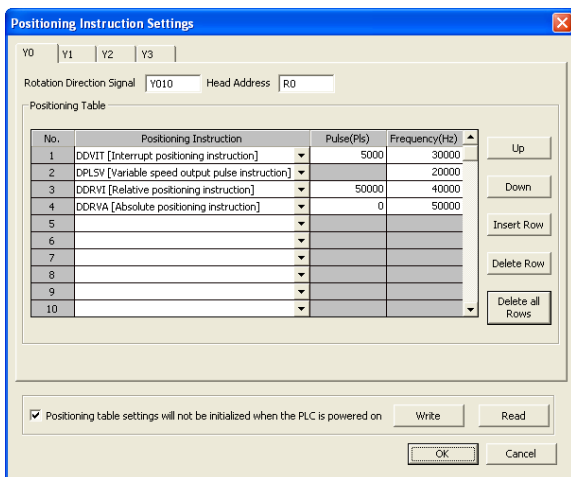 Positioning Instruction Settings
Y0 Y1 Y2 Y3
Rotation Direction Signal Y010 Head Address R0
Positioning Table
No. Positioning Instruction Pulse(Pls) Frequency(Hz)
1 DDVIT [Interrupt positioning instruction] 5000 30000
2 DPLSV [Variable speed output pulse instruction] 20000
3 DDRVI [Relative positioning instruction] 50000 40000
4 DDRVA [Absolute positioning instruction] 0 50000
5
6
7
8
9
10
Up
Down
Insert Row
Delete Row
Delete all
Rows
Positioning table settings will not be initialized when the PLC is powered on Write Read
OK Cancel